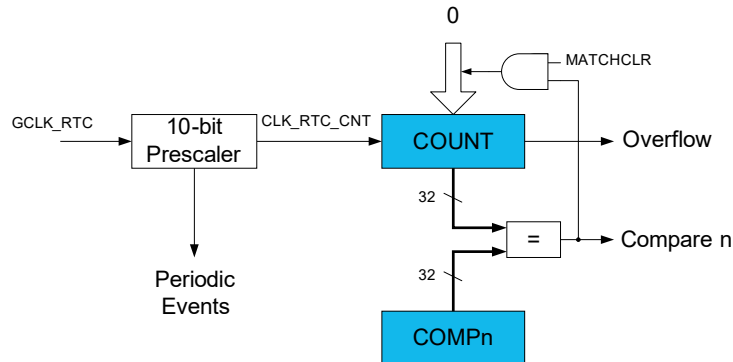 0
MATCHCLR
GCLK_RTC
10-bit
Prescaler
CLK_RTC_CNT
COUNT
Overflow
32
=
Compare n
Periodic
Events
32
COMPn